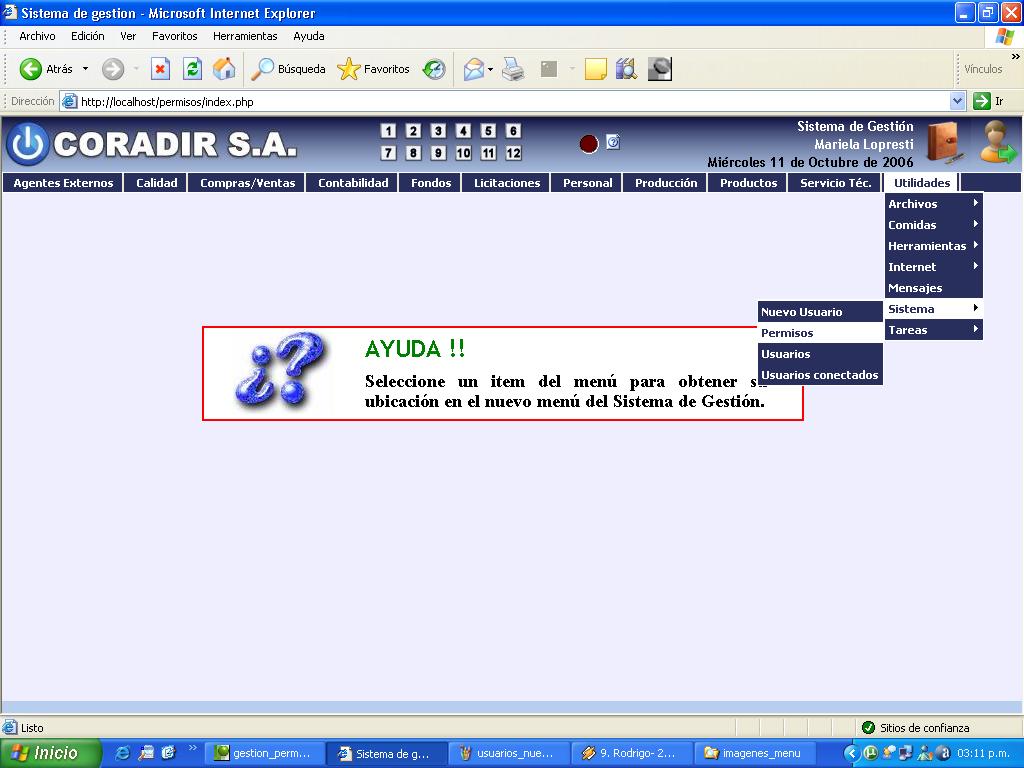 Sistema de gestion - Microsoft Internet Explorer
Archivo Edición Ver Favoritos Herramientas Ayuda
Atrás Búsqueda Favoritos Vínculos »
Dirección http://localhost/permisos/index.php Ir
CORADIR S.A.
1 2 3 4 5 6
7 8 9 10 11 12
Sistema de Gestión
Mariela Lopresti
Miércoles 11 de Octubre de 2006
Agentes Externos Calidad Compras/Ventas Contabilidad Fondos Licitaciones Personal Producción Productos Servicio Téc. Utilidades
Archivos
Comidas
Herramientas
Internet
Mensajes
Sistema
Tareas
Nuevo Usuario
Permisos
Usuarios
Usuarios conectados
AYUDA !!
Seleccione un item del menú para obtener
ubicación en el nuevo menú del Sistema de Gestión.
Listo Sitios de confianza
Inicio » gestion_perm... Sistema de g... usuarios_nue... 9. Rodrigo- 2... imagenes_menu 03:11 p.m.